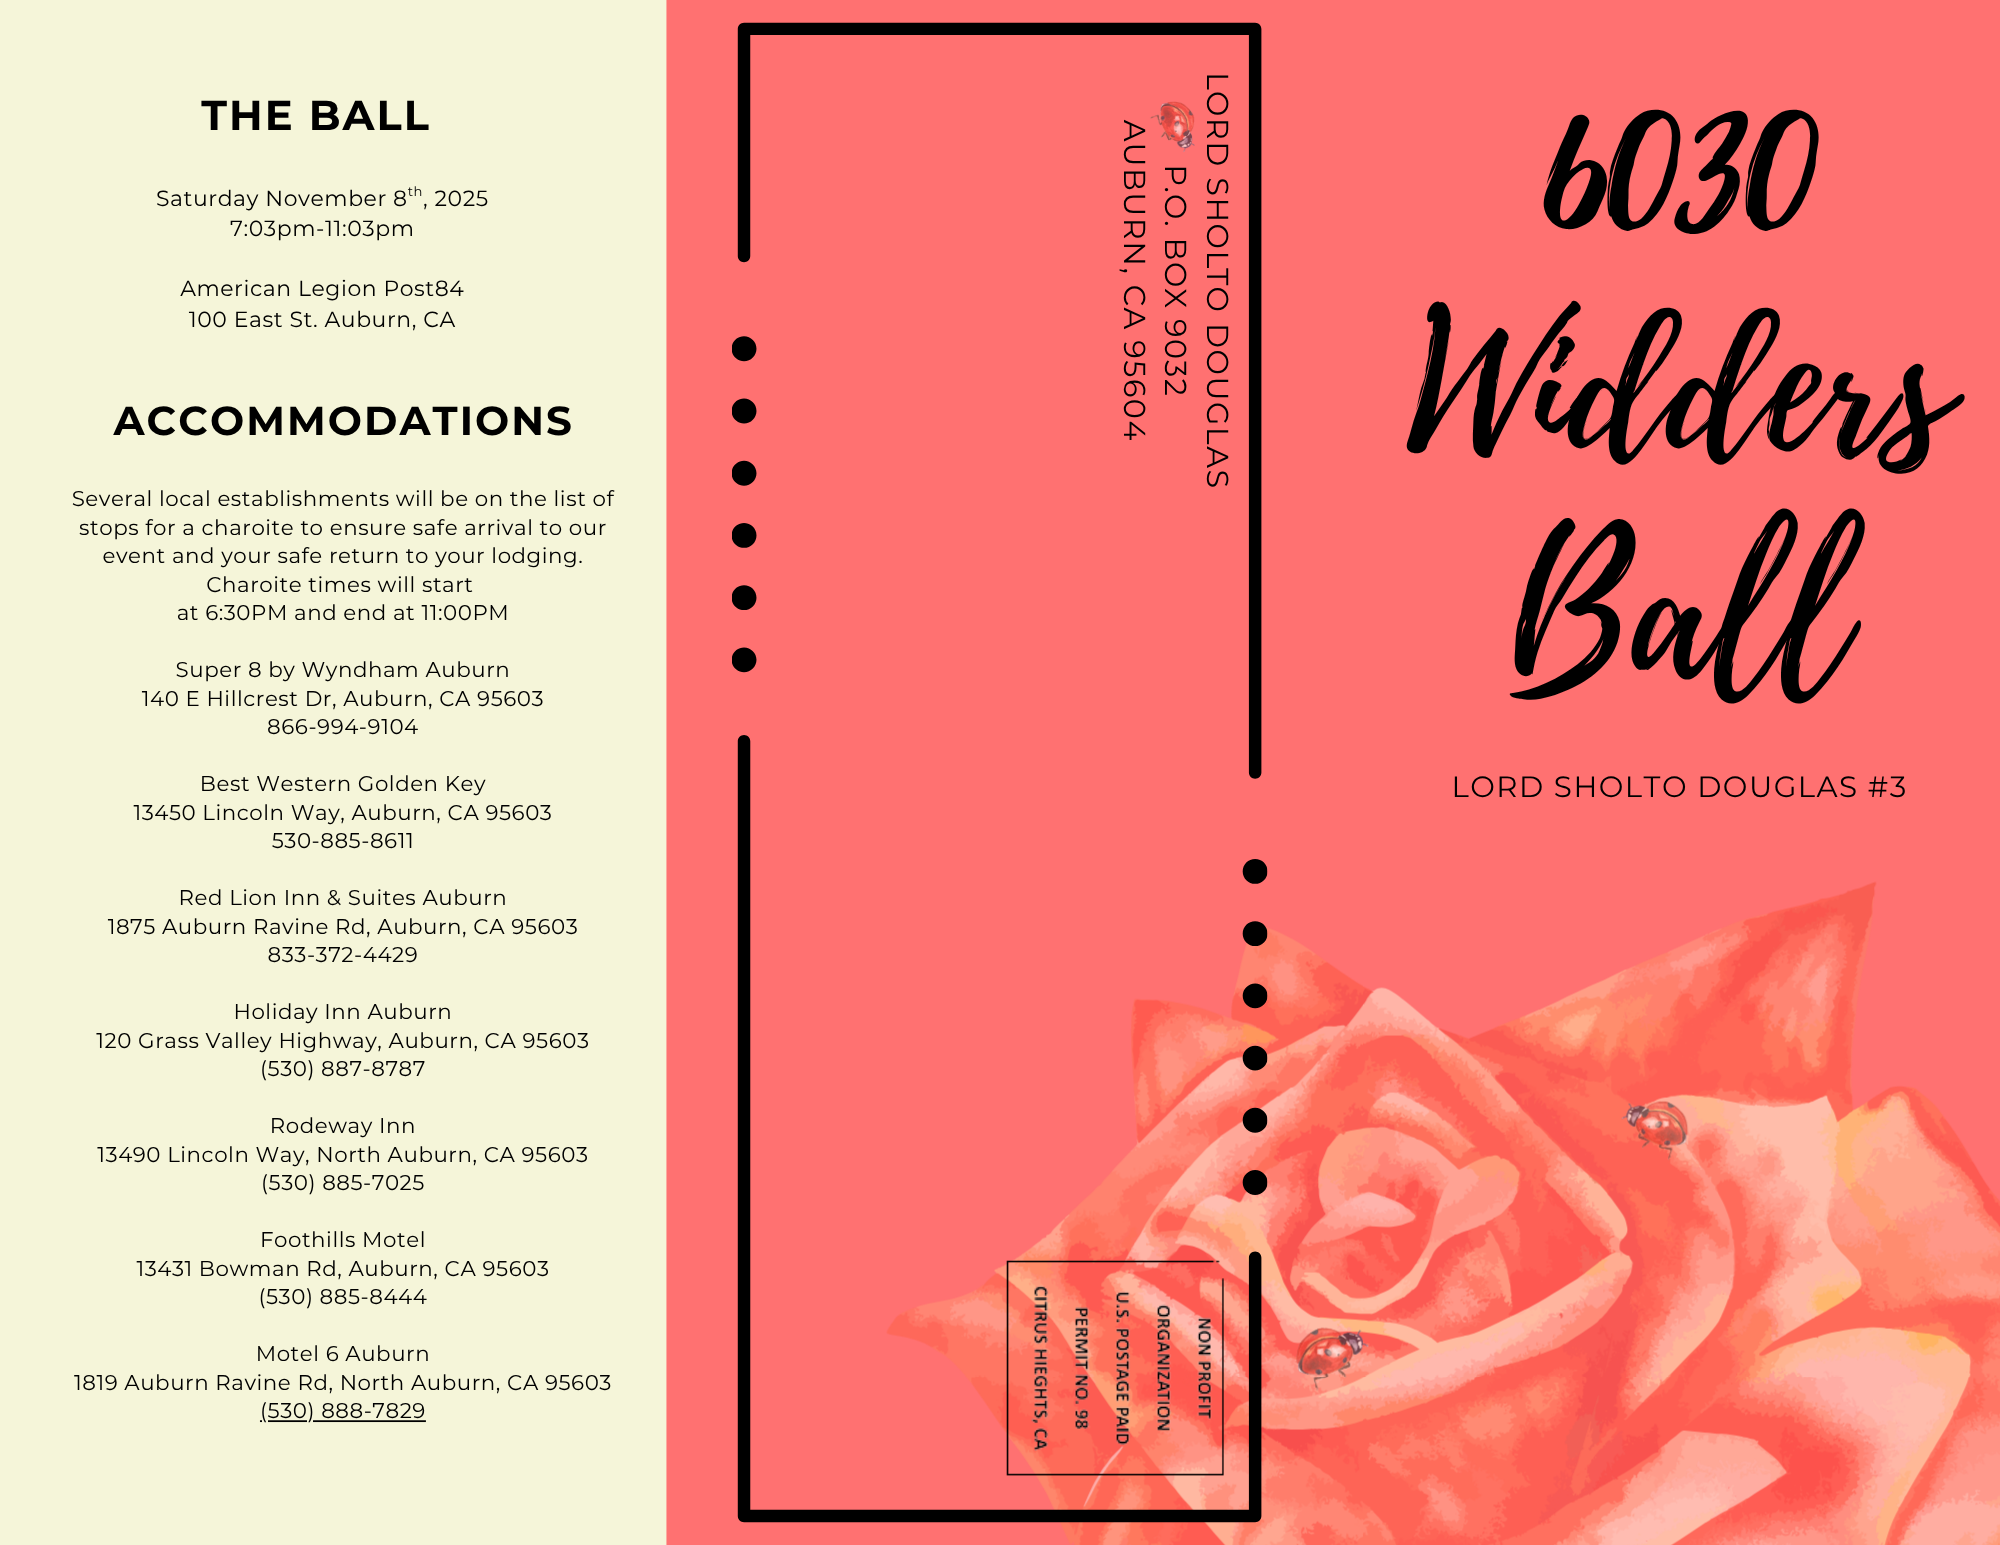 THE BALL
Saturday November 8th, 2025
7:03pm-11:03pm
American Legion Post84
100 East St. Auburn, CA
ACCOMMODATIONS
Several local establishments will be on the list of
stops for a charoite to ensure safe arrival to our
event and your safe return to your lodging.
Charoite times will start
at 6:30PM and end at 11:00PM
Super 8 by Wyndham Auburn
140 E Hillcrest Dr, Auburn, CA 95603
866-994-9104
Best Western Golden Key
13450 Lincoln Way, Auburn, CA 95603
530-885-8611
Red Lion Inn & Suites Auburn
1875 Auburn Ravine Rd, Auburn, CA 95603
833-372-4429
Holiday Inn Auburn
120 Grass Valley Highway, Auburn, CA 95603
(530) 887-8787
Rodeway Inn
13490 Lincoln Way, North Auburn, CA 95603
(530) 885-7025
Foothills Motel
13431 Bowman Rd, Auburn, CA 95603
(530) 885-8444
Motel 6 Auburn
1819 Auburn Ravine Rd, North Auburn, CA 95603
(530) 888-7829
LORD SHOLTO DOUGLAS
P.O. BOX 9032
AUBURN, CA 95604
NON PROFIT
ORGANIZATION
U.S. POSTAGE PAID
PERMIT NO. 98
CITRUS HIEGHTS, CA
6030
Widders
Ball
LORD SHOLTO DOUGLAS #3